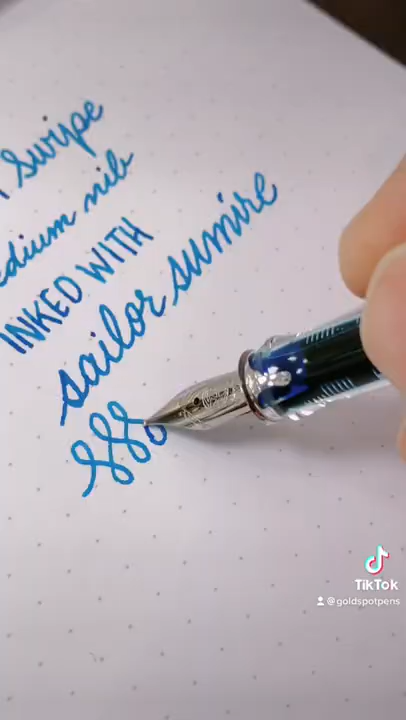 Swipe
edium nib
INKED WITH
sailor sumire
TikTok
@goldspotpens